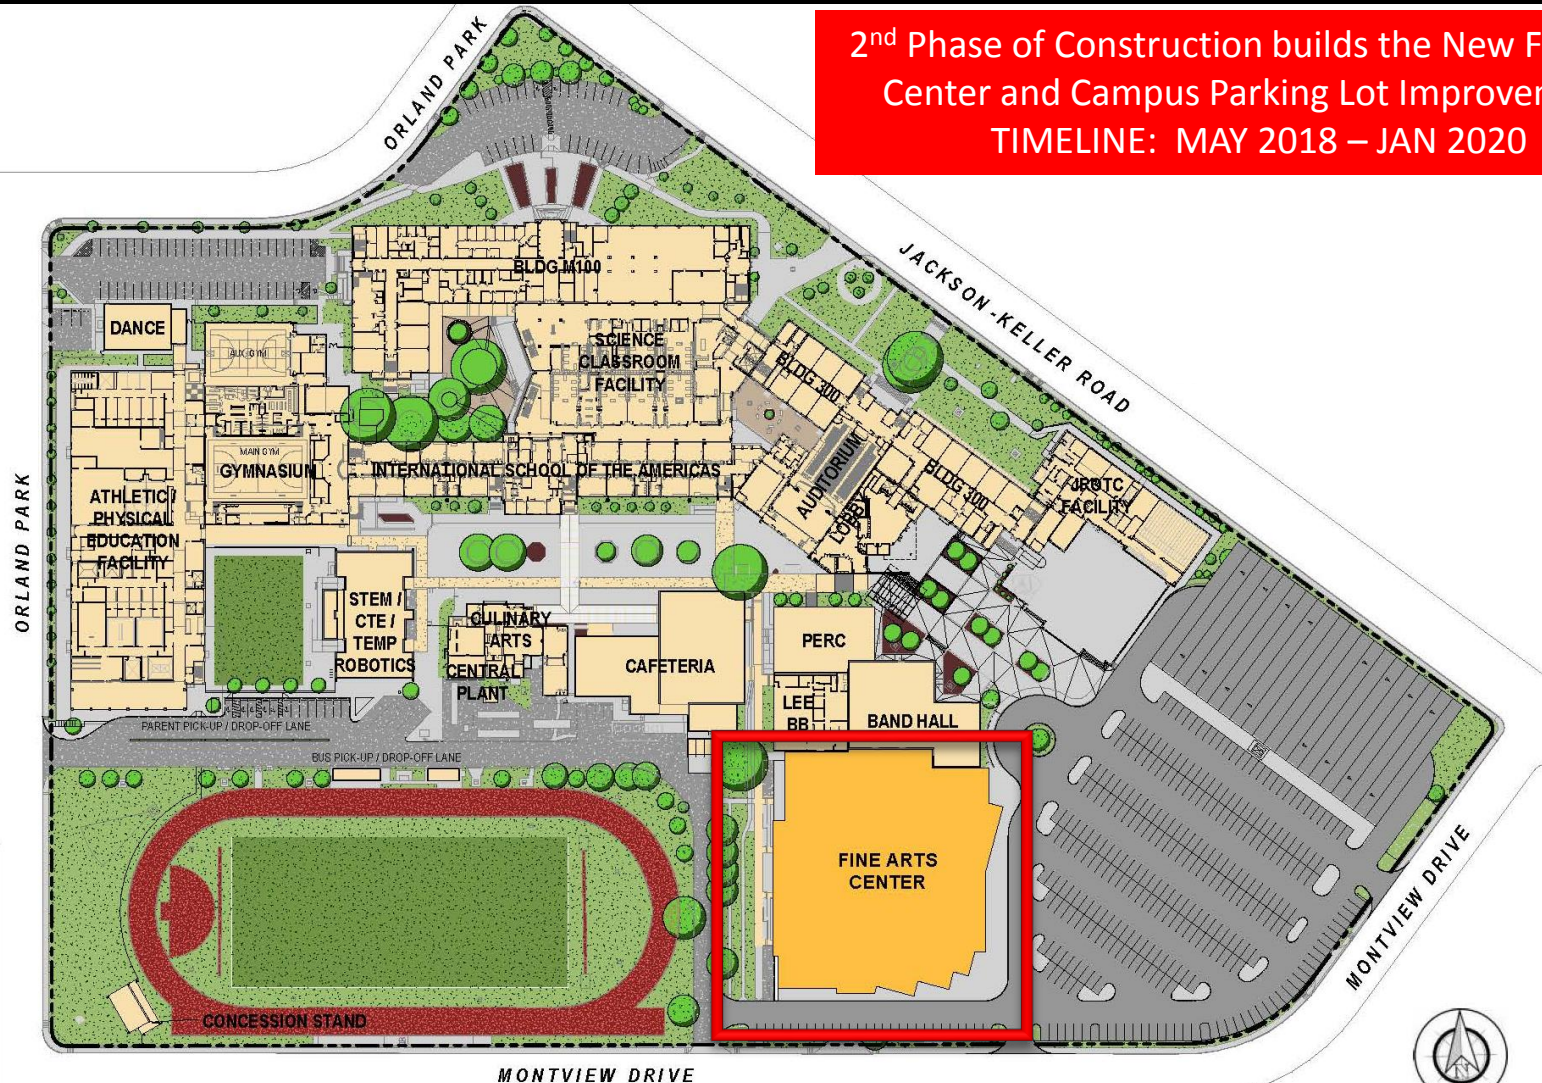 2nd Phase of Construction builds the New F
Center and Campus Parking Lot Improve
TIMELINE: MAY 2018 – JAN 2020
ORLAND PARK
JACKSON-KELLER ROAD
BLDG M100
DANCE
AUX GYM
SCIENCE
CLASSROOM
FACILITY
BLDG 300
MAIN GYM
GYMNASIUM
INTERNATIONAL SCHOOL OF THE AMERICAS
AUDITORIUM
LOBBY
BLDG 300
JROTC
FACILITY
ORLAND PARK
ATHLETIC /
PHYSICAL
EDUCATION
FACILITY
STEM /
CTE /
TEMP
ROBOTICS
CULINARY
ARTS
CENTRAL
PLANT
CAFETERIA
PERC
LEE
BB
BAND HALL
PARENT PICK-UP / DROP-OFF LANE
BUS PICK-UP / DROP-OFF LANE
FINE ARTS
CENTER
CONCESSION STAND
MONTVIEW DRIVE
MONTVIEW DRIVE
N